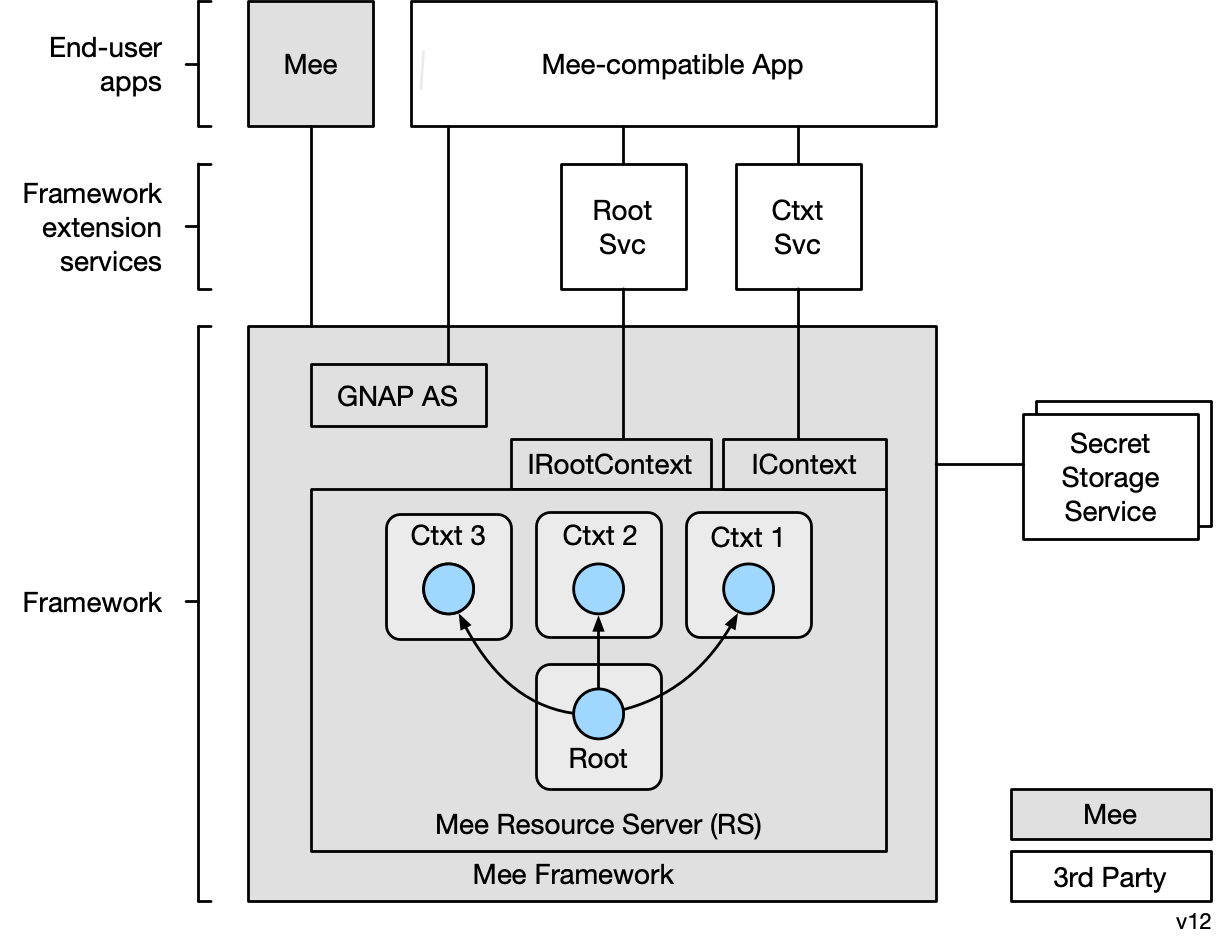 End-user
apps
Mee
Mee-compatible App
Framework
extension
services
Root
Svc
Ctxt
Svc
GNAP AS
IRootContext
IContext
Secret
Storage
Service
Ctxt 3
Ctxt 2
Ctxt 1
Framework
Root
Mee Resource Server (RS)
Mee Framework
Mee
3rd Party
v12